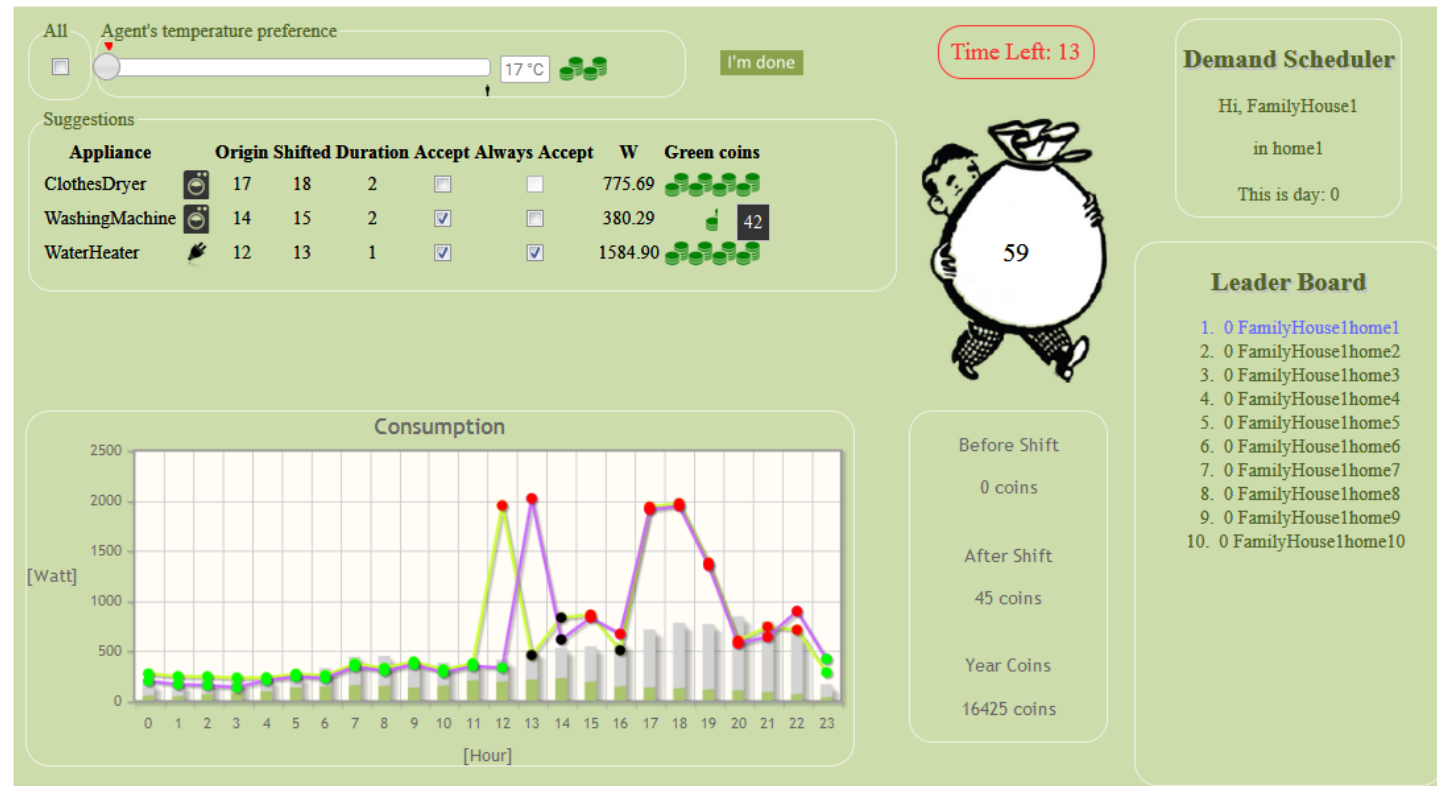 All
Agent's temperature preference
17 °C
I'm done
Time Left: 13
Demand Scheduler
Hi, FamilyHouse1
in home1
This is day: 0
Suggestions
Appliance Origin Shifted Duration Accept Always Accept W Green coins
ClothesDryer 17 18 2 775.69
WashingMachine 14 15 2 380.29 42
WaterHeater 12 13 1 1584.90
59
Leader Board
1. 0 FamilyHouse1home1
2. 0 FamilyHouse1home2
3. 0 FamilyHouse1home3
4. 0 FamilyHouse1home4
5. 0 FamilyHouse1home5
6. 0 FamilyHouse1home6
7. 0 FamilyHouse1home7
8. 0 FamilyHouse1home8
9. 0 FamilyHouse1home9
10. 0 FamilyHouse1home10
Consumption
2500
2000
1500
[Watt]
1000
500
0
0 1 2 3 4 5 6 7 8 9 10 11 12 13 14 15 16 17 18 19 20 21 22 23
[Hour]
Before Shift
0 coins
After Shift
45 coins
Year Coins
16425 coins